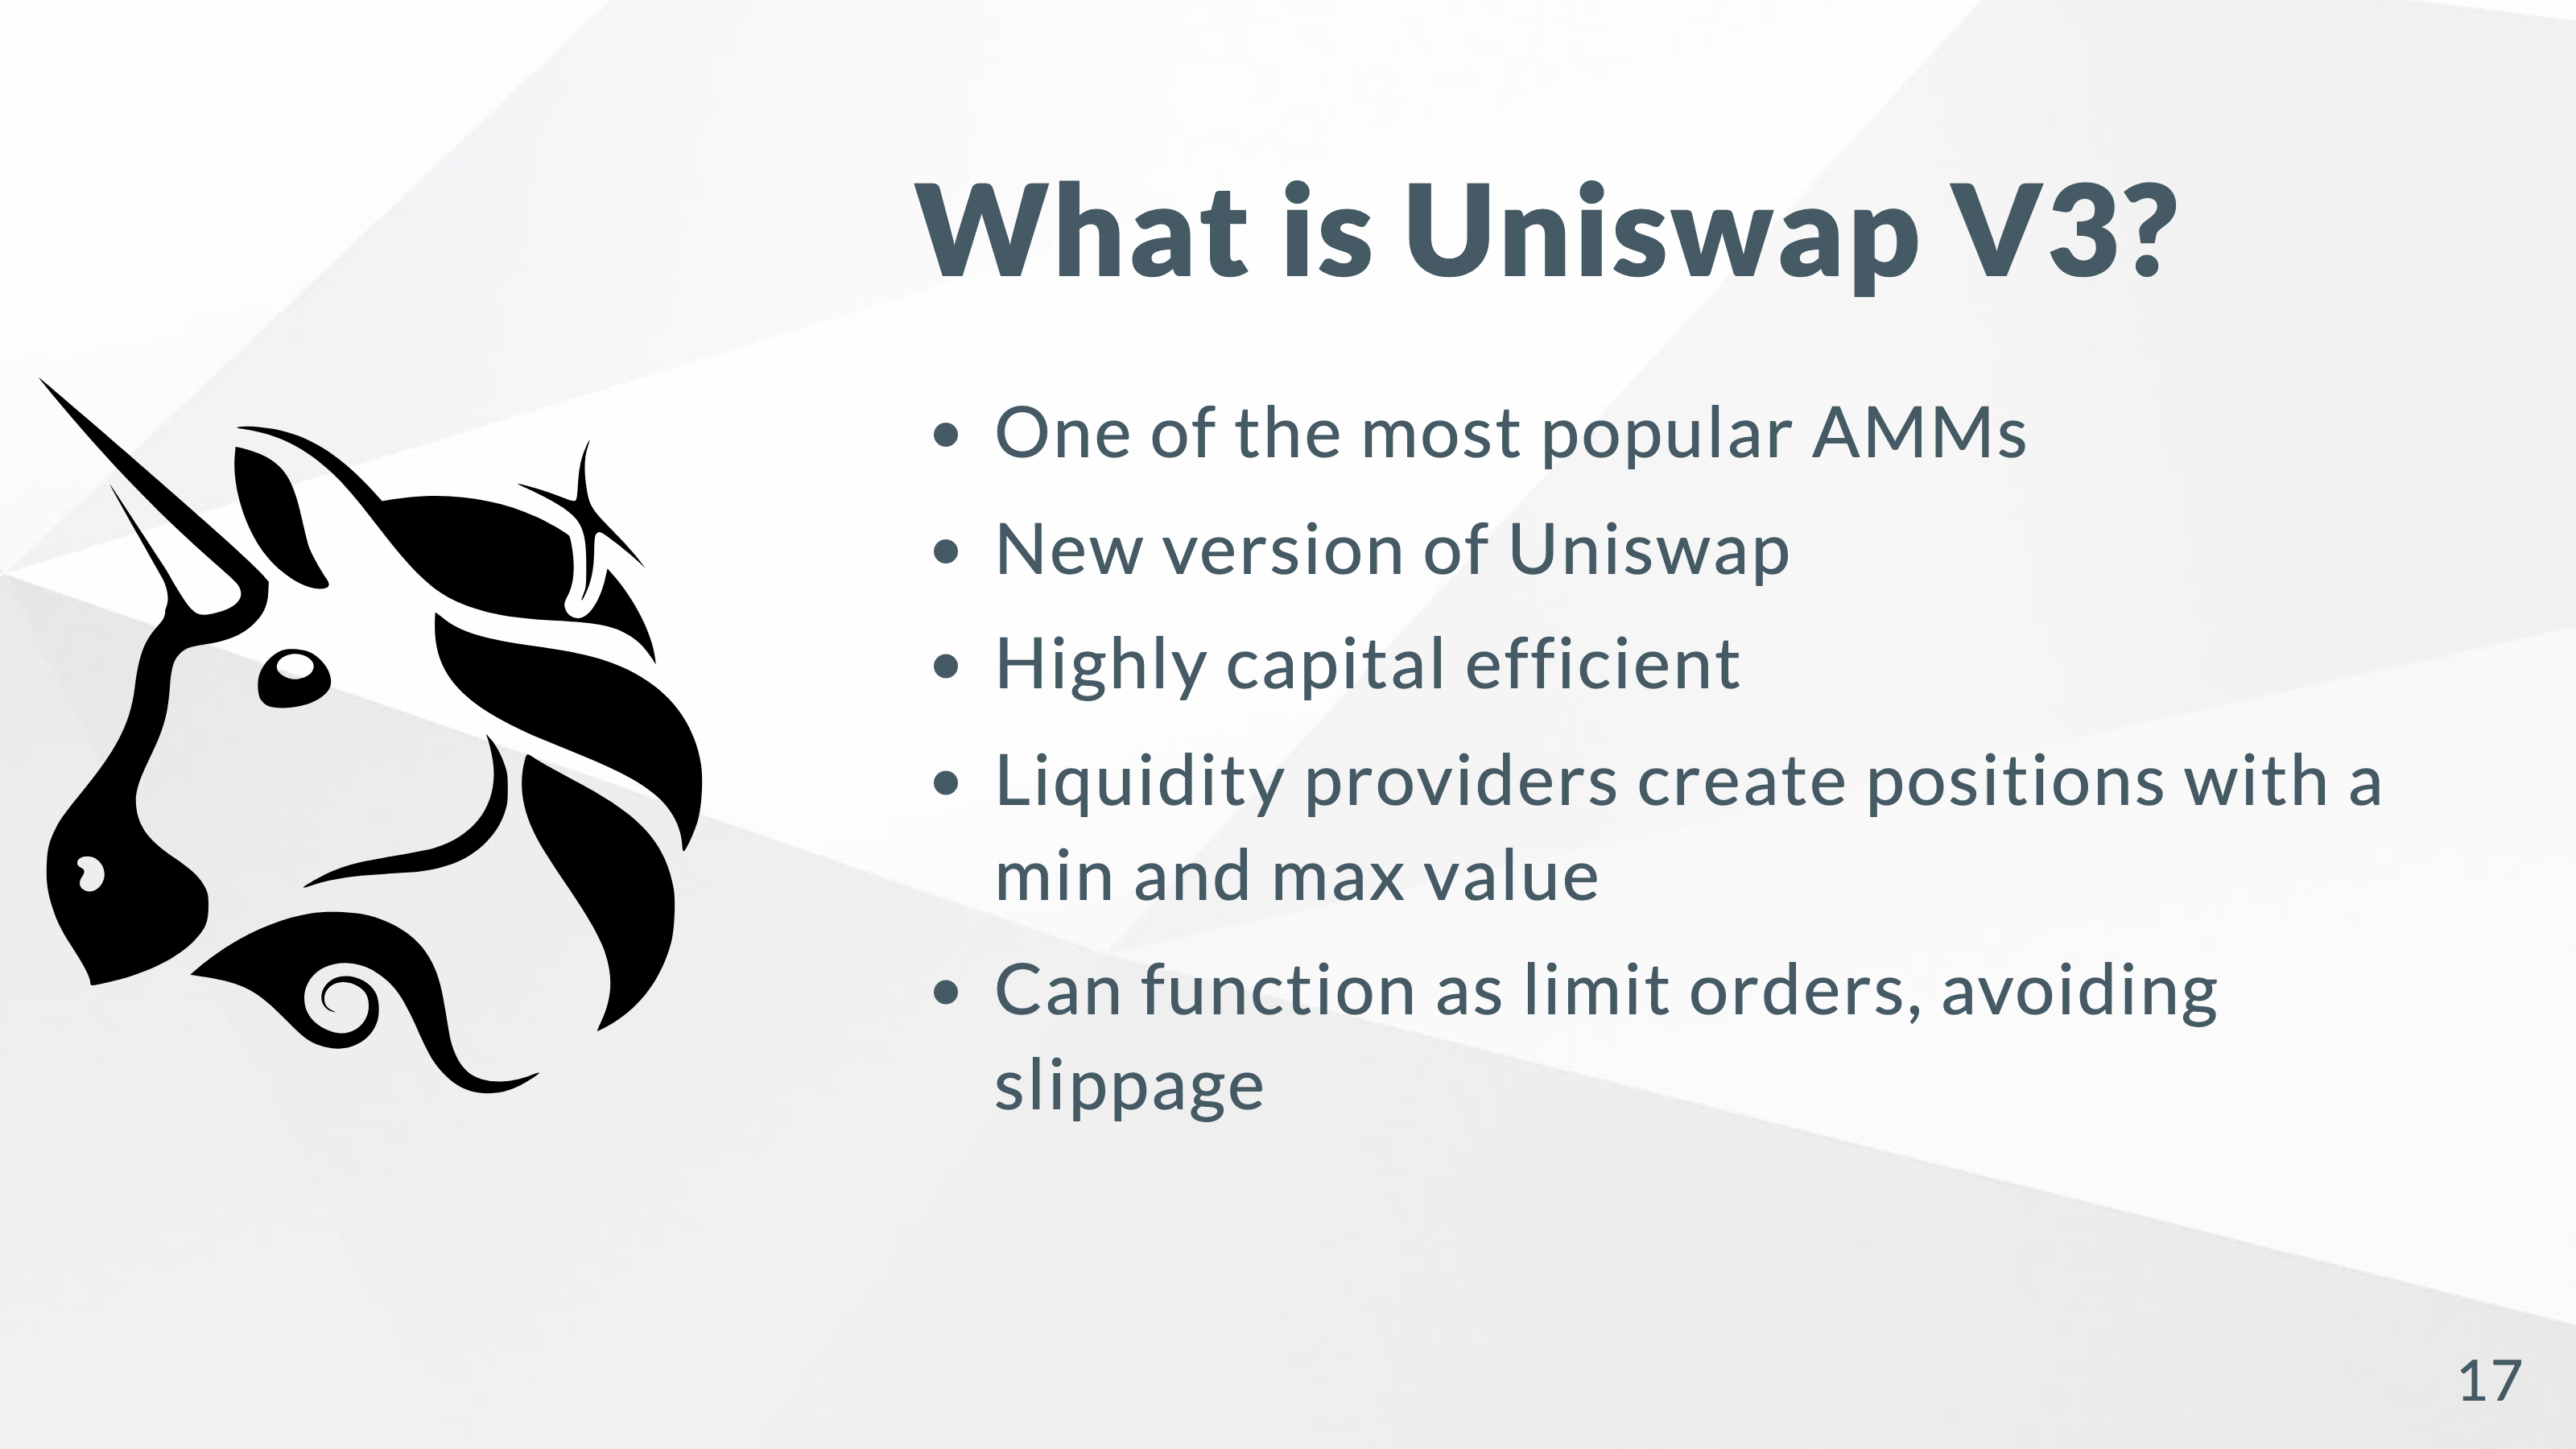 What is Uniswap V3?
• One of the most popular AMMs
• New version of Uniswap
• Highly capital efficient
• Liquidity providers create positions with a
min and max value
• Can function as limit orders, avoiding
slippage
17